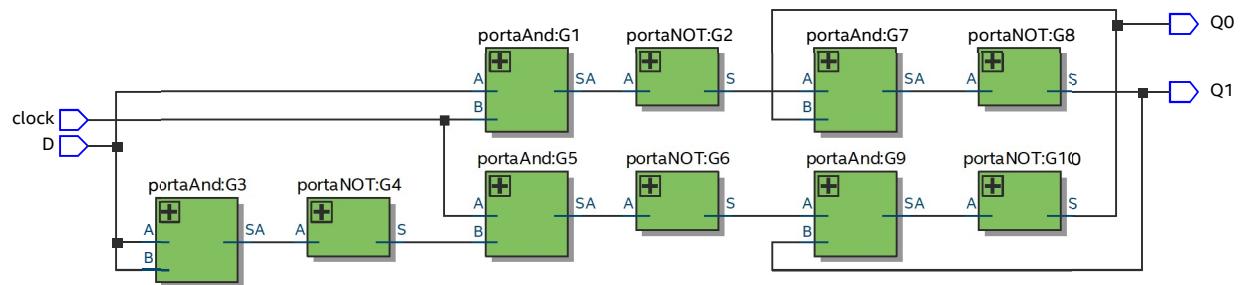 Q0
portaAnd:G1 portaNOT:G2 portaAnd:G7 portaNOT:G8
A SA A S A SA A S Q1
B B
clock
D
portaAnd:G5 portaNOT:G6 portaAnd:G9 portaNOT:G10
portaAnd:G3 portaNOT:G4
A SA A S A SA A S
A SA A S B B
B